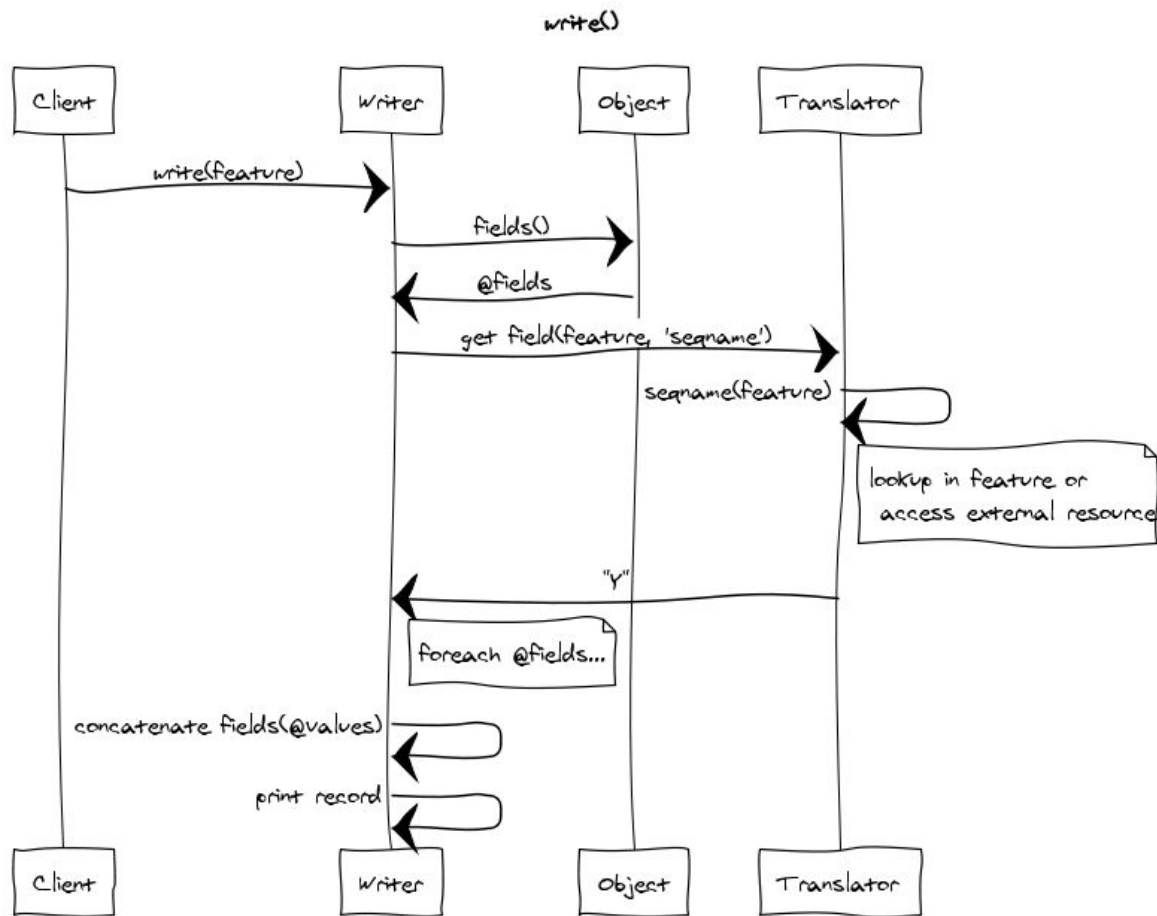 write()
Client
Writer
Object
Translator
write(feature)
fields()
@fields
get field(feature, 'seqname')
seqname(feature)
lookup in feature or
access external resource
"Y"
foreach @fields...
concatenate fields(@values)
print record
Client
Writer
Object
Translator